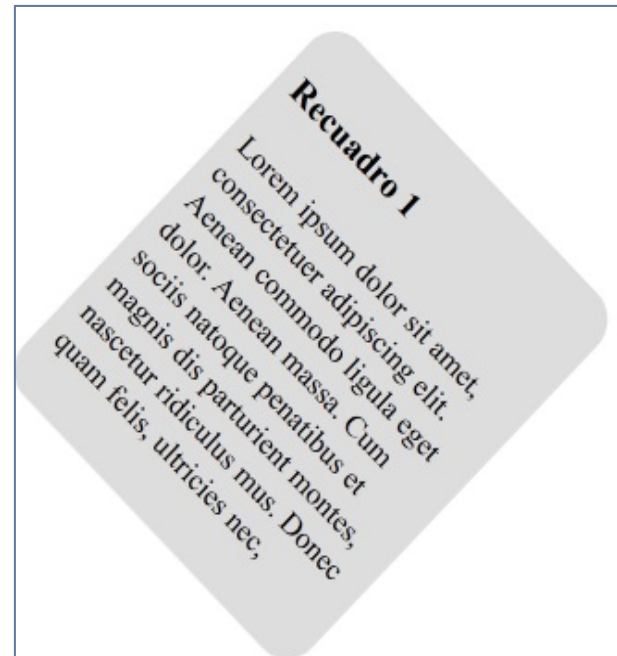 Recuadro 1
Lorem ipsum dolor sit amet,
consectetuer adipiscing elit.
Aenean commodo ligula eget
dolor. Aenean massa. Cum
sociis natoque penatibus et
magnis dis parturient montes,
nascetur ridiculus mus. Donec
quam felis, ultricies nec,